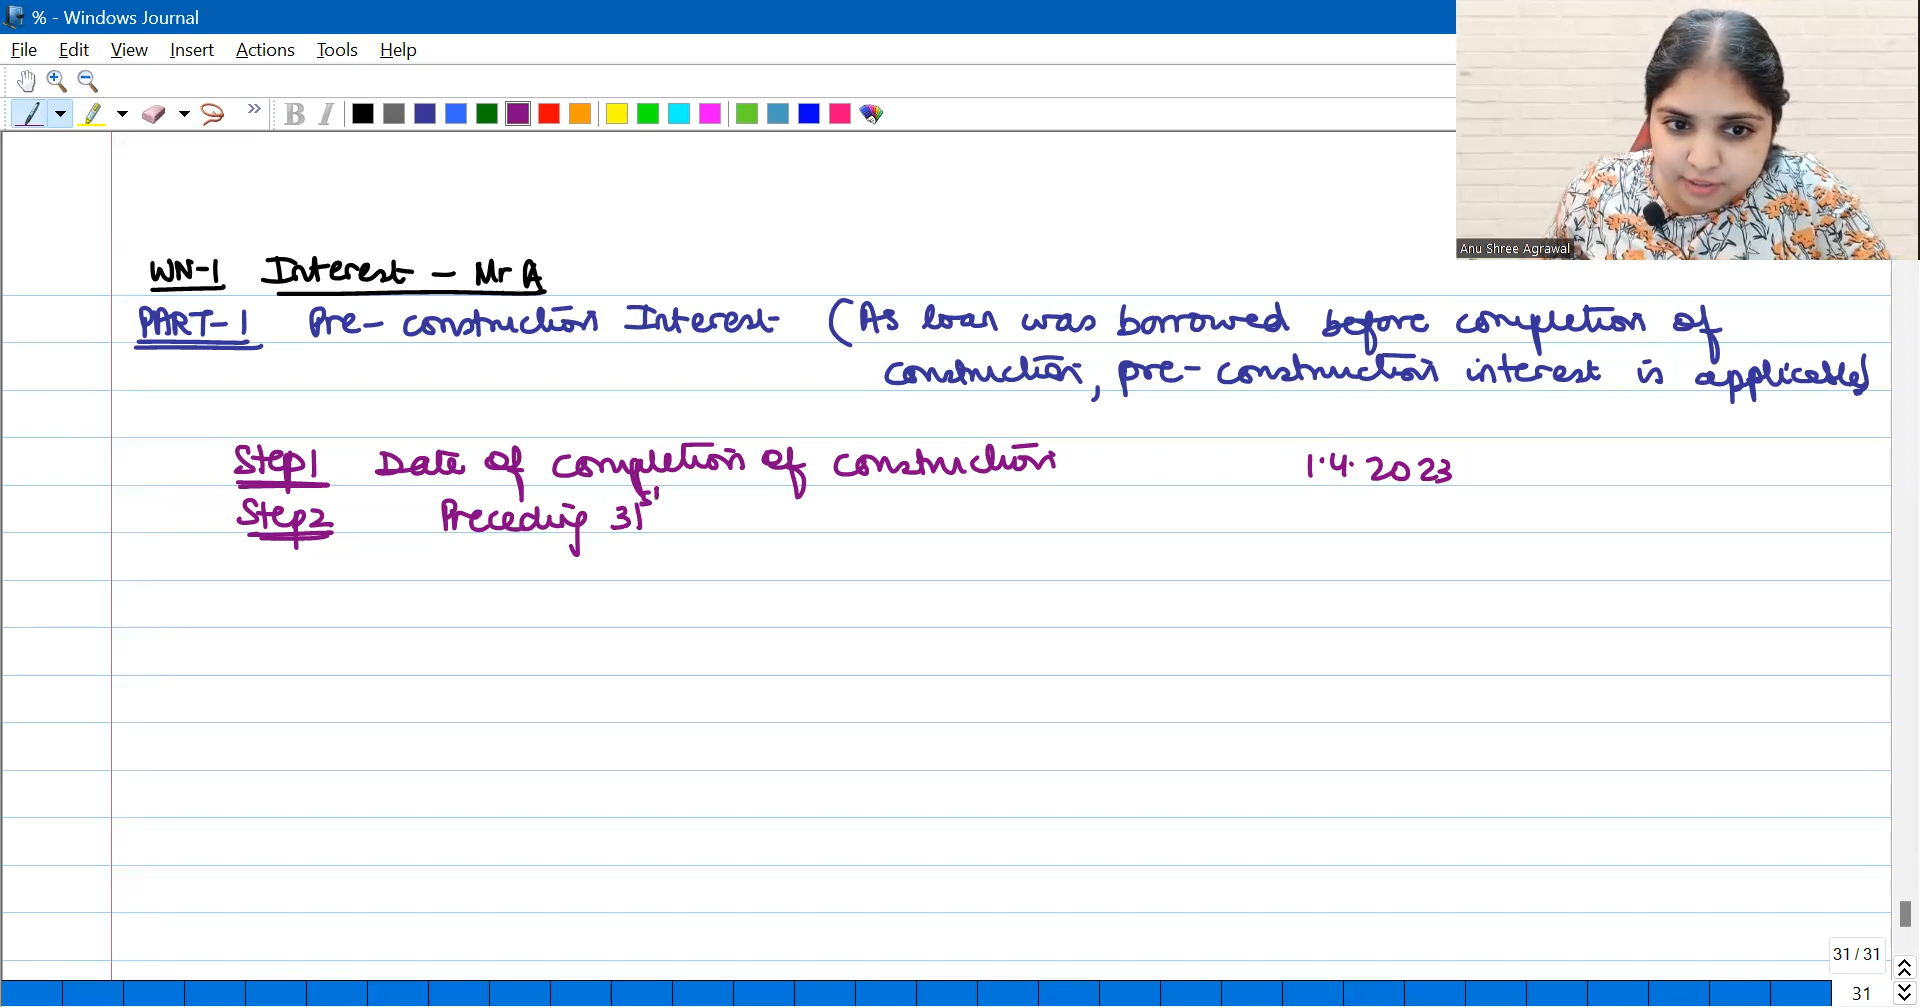 % - Windows Journal
File Edit View Insert Actions Tools Help
B I
Anu Shree Agrawal
WN-1 Interest - Mr A
PART-1 Pre-construction Interest (As loan was borrowed before completion of
construction, pre-construction interest is applicable)
Step1 Date of completion of construction 1.4.2023
Step2 Preceding 31st
31 / 31
31